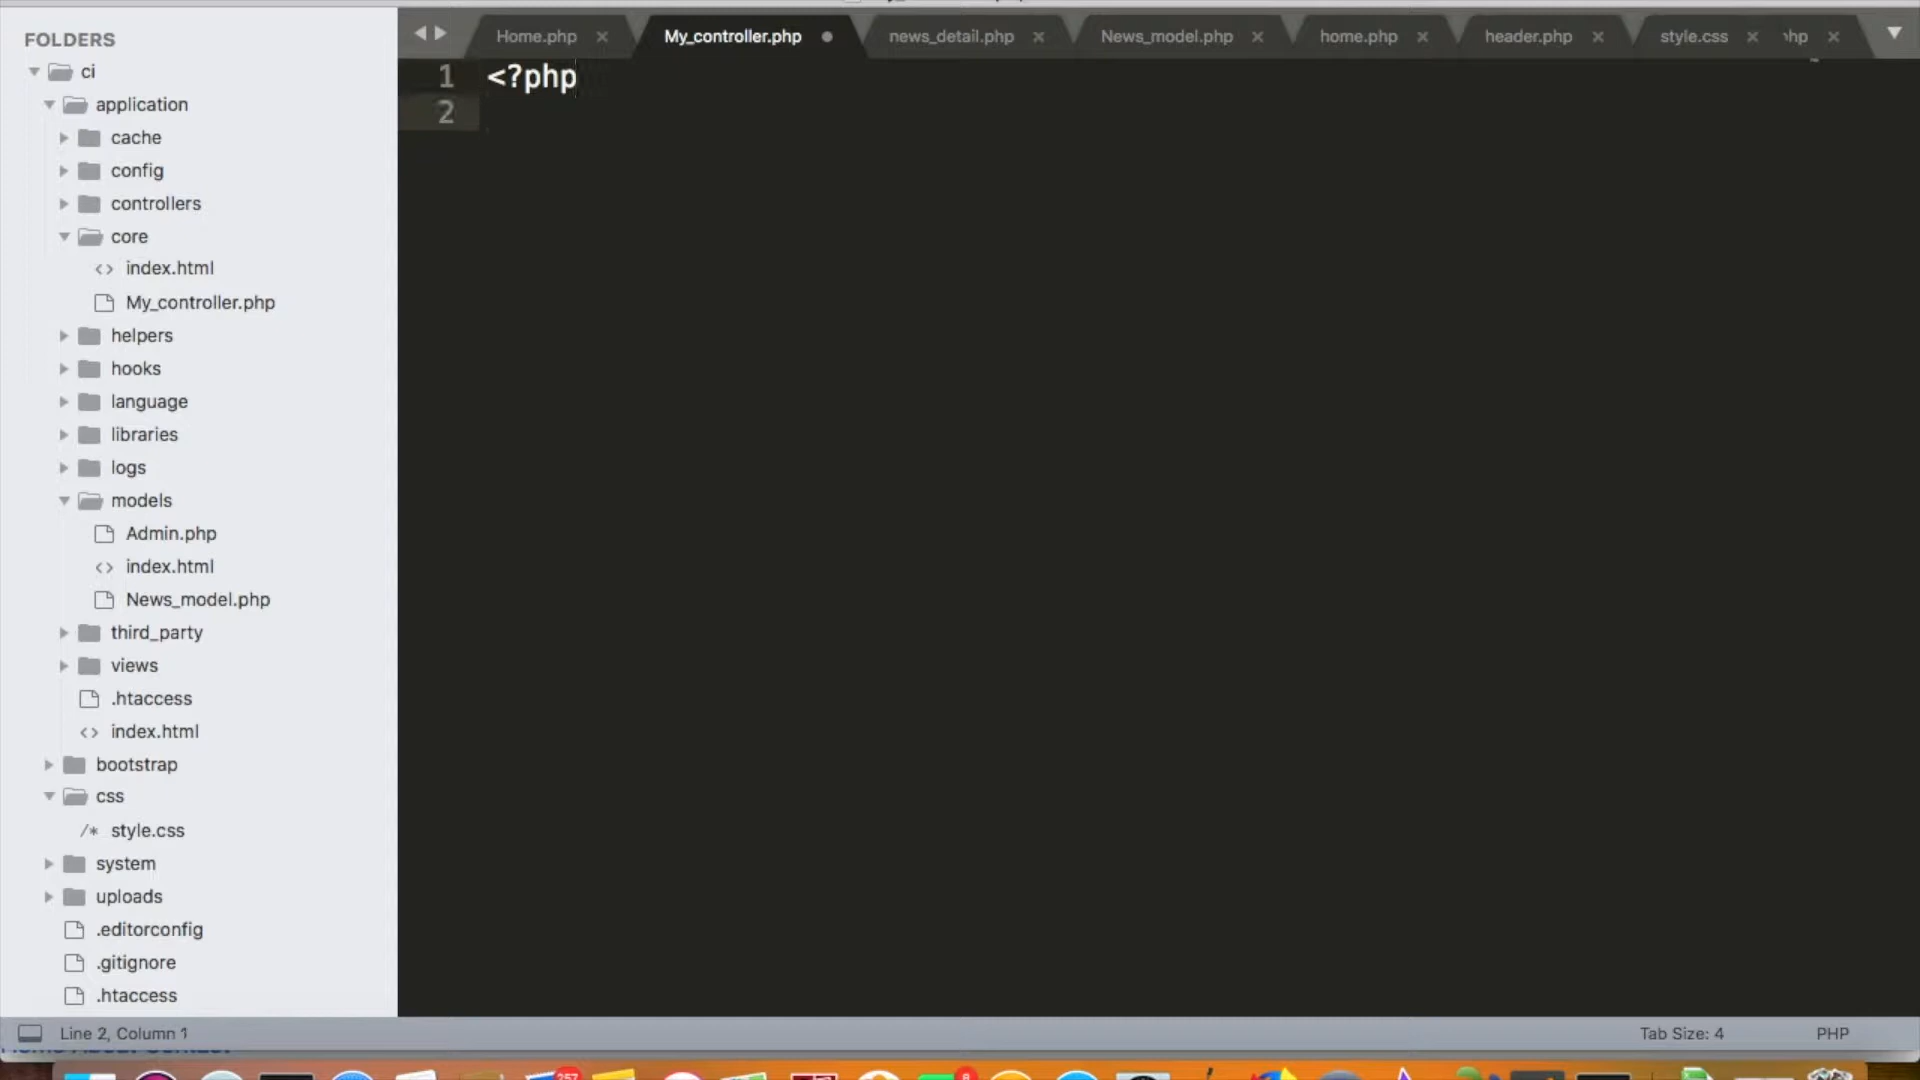 FOLDERS
ci
application
cache
config
controllers
core
<> index.html
My_controller.php
helpers
hooks
language
libraries
logs
models
Admin.php
<> index.html
News_model.php
third_party
views
.htaccess
<> index.html
bootstrap
css
/* style.css
system
uploads
.editorconfig
.gitignore
.htaccess
Home.php × My_controller.php news_detail.php × News_model.php × home.php × header.php × style.css × hp ×
1 <?php
2
Line 2, Column 1
Tab Size: 4 PHP
257
8